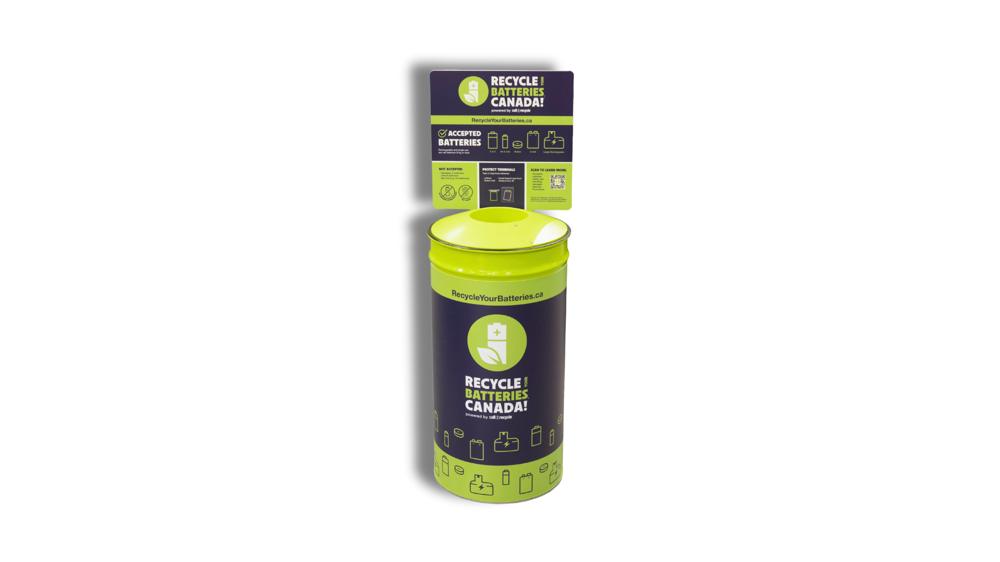 RECYCLE YOUR
BATTERIES
CANADA!
powered by call2recycle
RecycleYourBatteries.ca
ACCEPTED
BATTERIES
Rechargeable and single-use
dry cell batteries (5 kg or less)
C & D AA & AAA Button 9-Volt Large Rechargeable
NOT ACCEPTED
- Damaged or Defective
Lithium Batteries
- Wet Cell (e.g. Car Batteries)
PROTECT TERMINALS
Tape or bag these batteries
- Lithium
- Button Cell
- Small Sealed Lead Acid
- Alkaline Over 9V
SCAN TO LEARN MORE:
- Accepted
batteries
- Safety tips
- Handling
damaged
batteries
- Promotions
RecycleYourBatteries.ca
RECYCLE YOUR
BATTERIES
CANADA!
powered by call2recycle